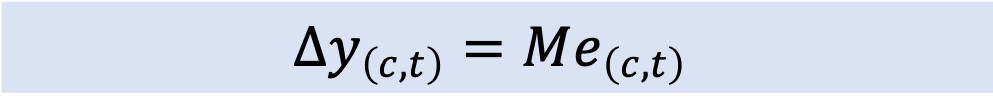 Δy₍c,t₎ = Me₍c,t₎